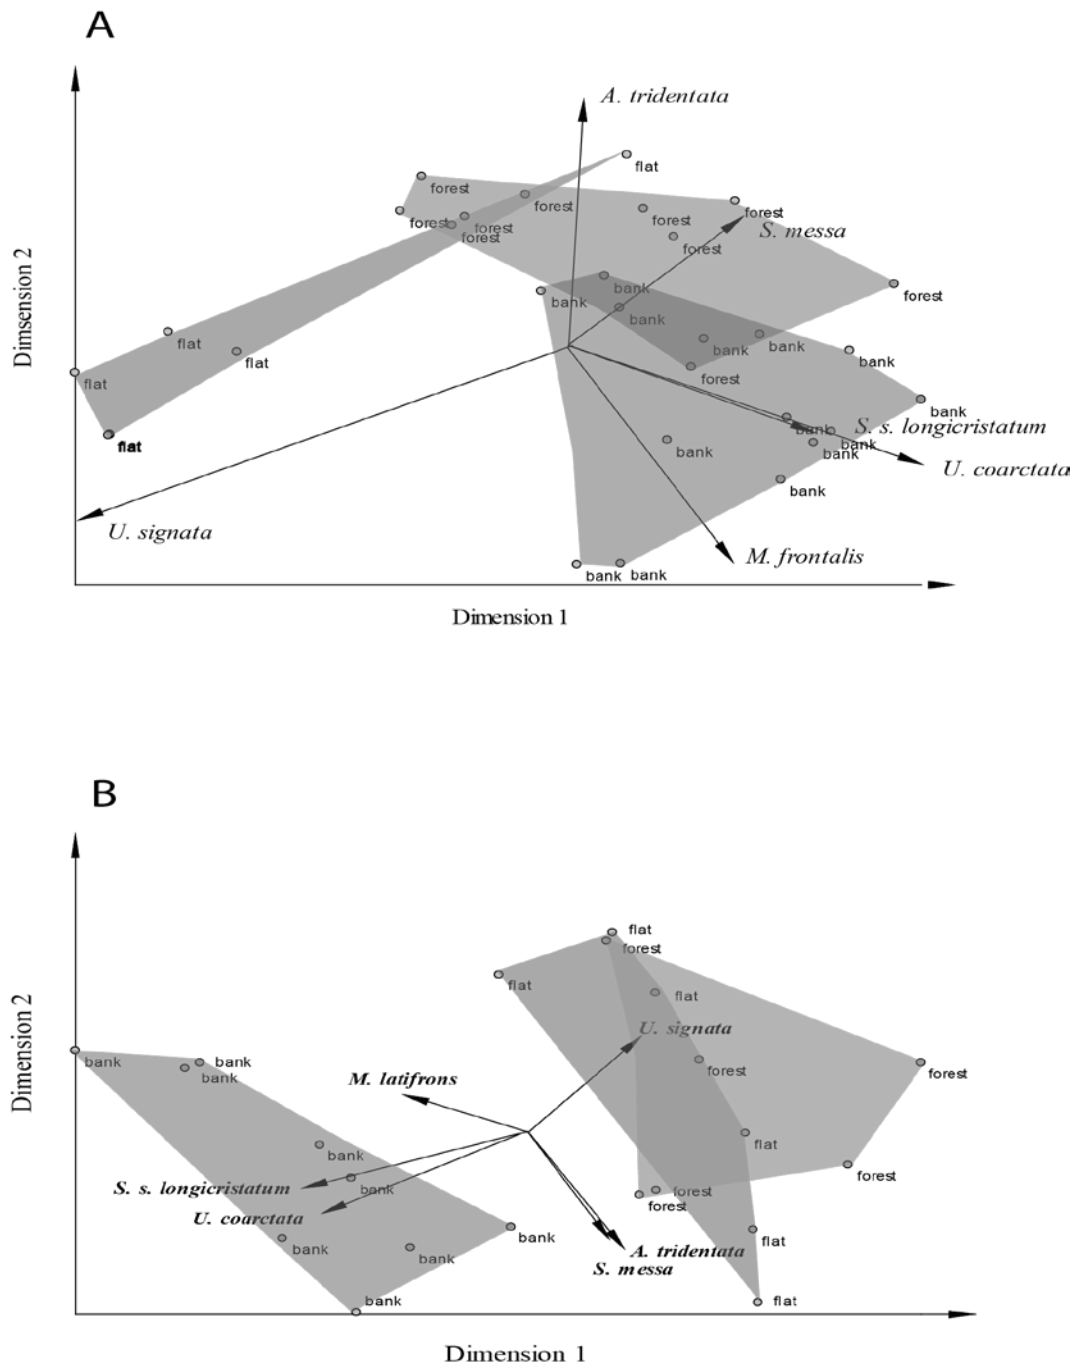 A
A. tridentata
flat
forest
forest
forest
forest
forest
forest
forest
forest
S. messa
forest
bank
bank
bank
bank
bank
bank
forest
flat
flat
flat
flat
bank
S. s. longicristatum
bank
bank
bank
bank
U. coarctata
bank
U. signata
M. frontalis
bank
bank
Dimsension 2
Dimension 1
B
flat
forest
flat
flat
U. signata
forest
forest
bank
bank
bank
M. latifrons
flat
bank
bank
forest
forest
forest
S. s. longicristatum
U. coarctata
bank
bank
bank
flat
A. tridentata
S. messa
bank
flat
Dimension 2
Dimension 1